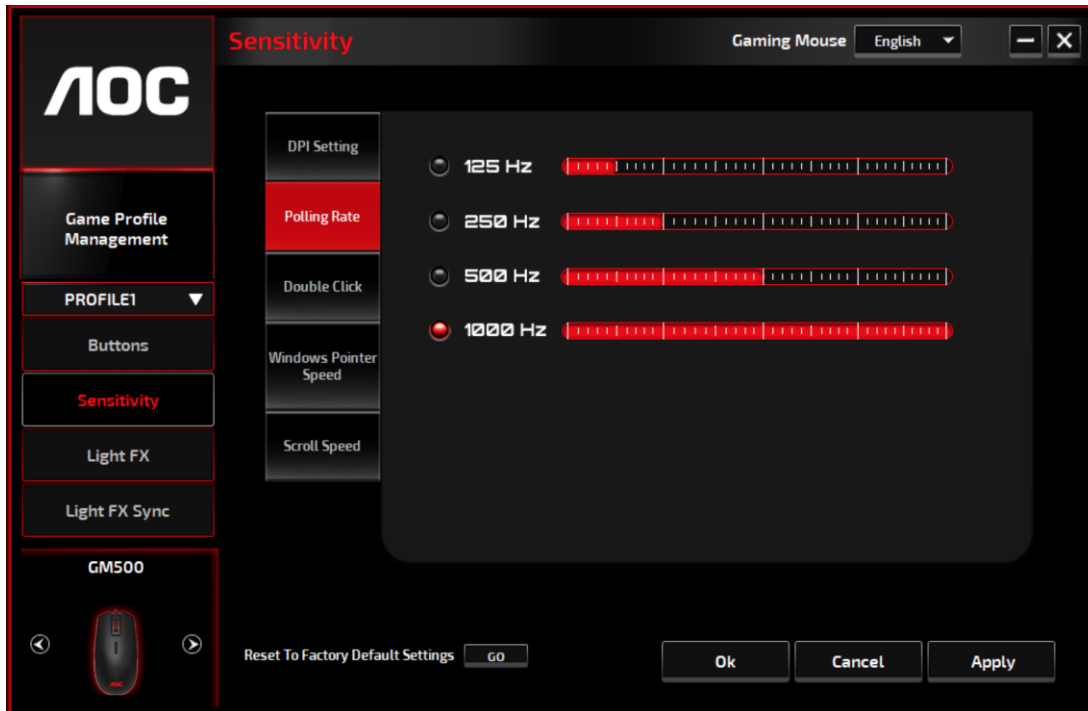 Sensitivity
Gaming Mouse
English
AOC
Game Profile
Management
PROFILE1
Buttons
Sensitivity
Light FX
Light FX Sync
GM500
AOC
DPI Setting
Polling Rate
Double Click
Windows Pointer
Speed
Scroll Speed
125 Hz
250 Hz
500 Hz
1000 Hz
Reset To Factory Default Settings
GO
Ok
Cancel
Apply